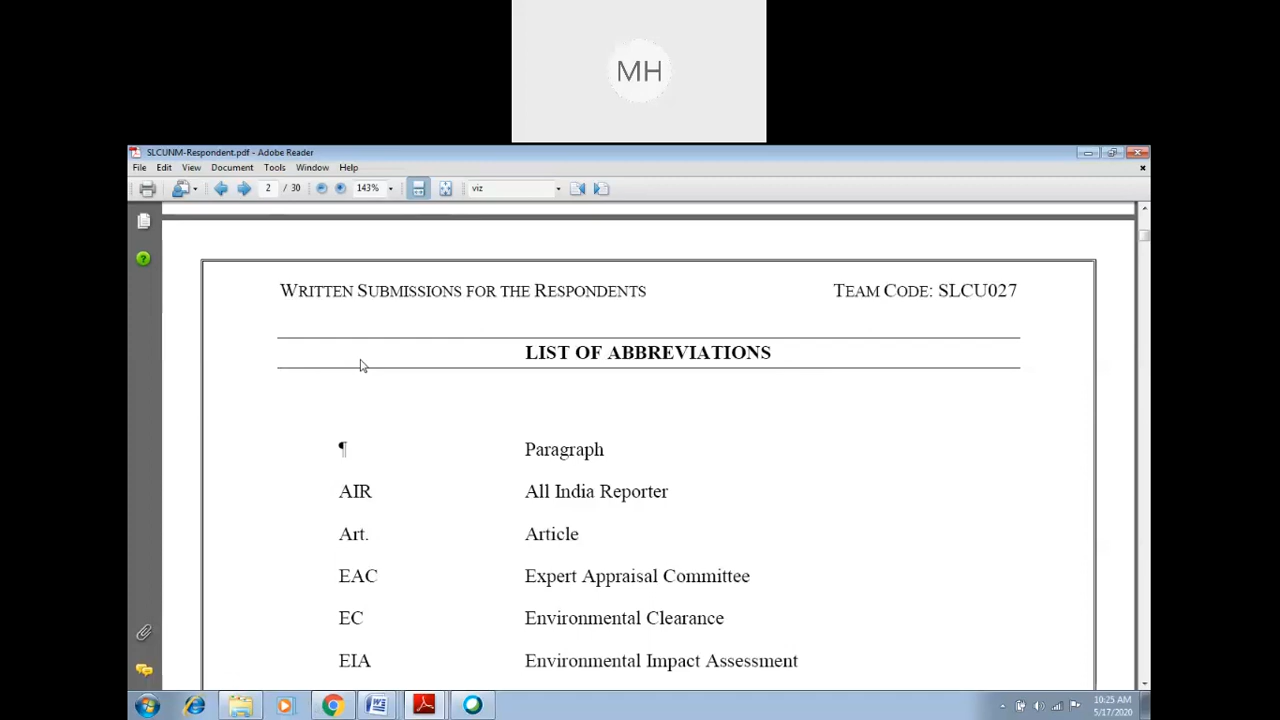 MH
SLCUNM-Respondent.pdf - Adobe Reader
File Edit View Document Tools Window Help
2 / 30 143% viz
WRITTEN SUBMISSIONS FOR THE RESPONDENTS TEAM CODE: SLCU027
LIST OF ABBREVIATIONS
¶ Paragraph
AIR All India Reporter
Art. Article
EAC Expert Appraisal Committee
EC Environmental Clearance
EIA Environmental Impact Assessment
10:25 AM
5/17/2020